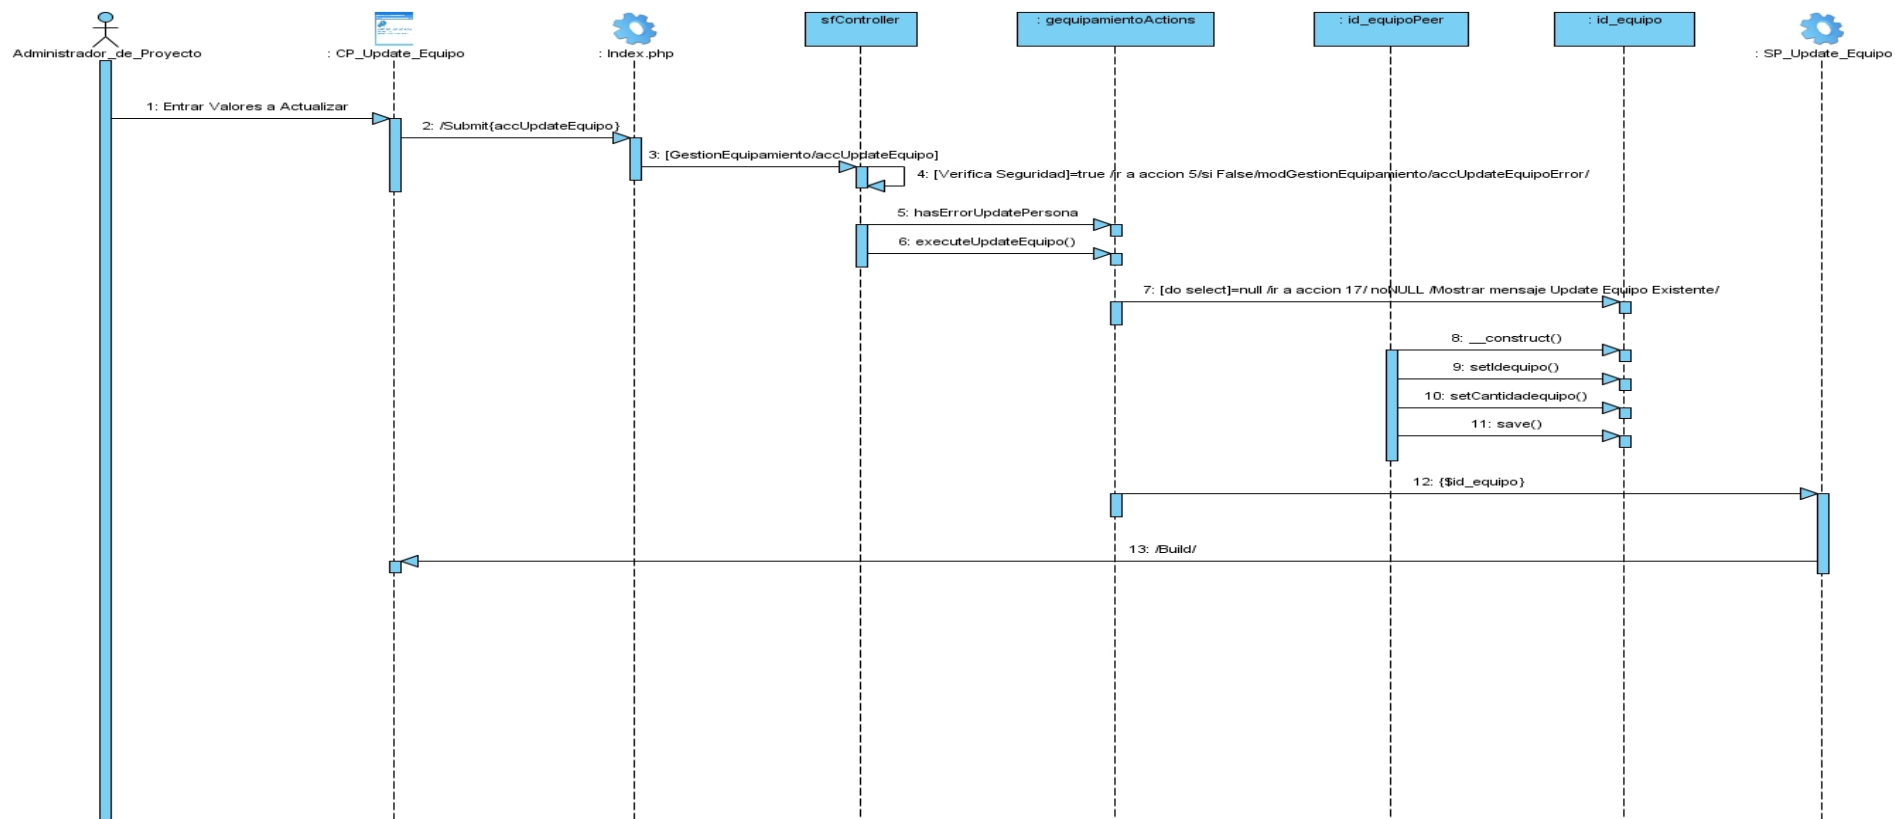 Administrador_de_Proyecto
: CP_Update_Equipo
: Index.php
sfController
: gequipamientoActions
: id_equipoPeer
: id_equipo
: SP_Update_Equipo
1: Entrar Valores a Actualizar
2: /Submit{accUpdateEquipo}
3: [GestionEquipamiento/accUpdateEquipo]
4: [Verifica Seguridad]=true /ir a accion 5/si False/modGestionEquipamiento/accUpdateEquipoError/
5: hasErrorUpdatePersona
6: executeUpdateEquipo()
7: [do select]=null /ir a accion 17/ noNULL /Mostrar mensaje Update Equipo Existente/
8: __construct()
9: setIdequipo()
10: setCantidadequipo()
11: save()
12: {$id_equipo}
13: /Build/